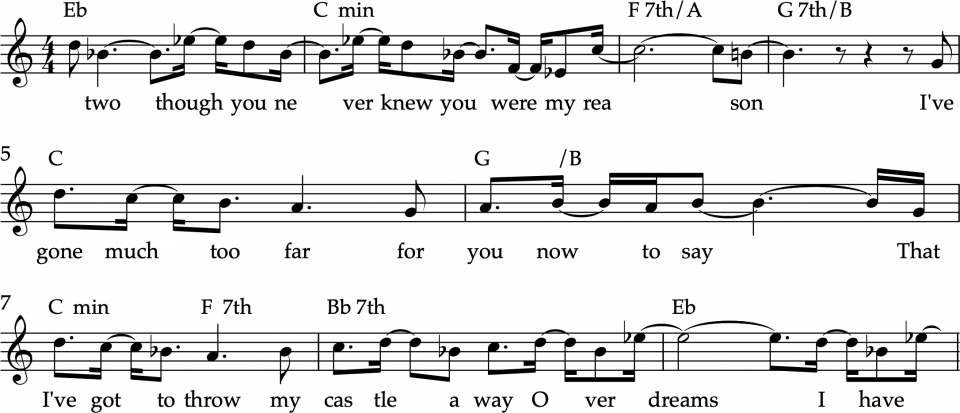 Eb C min F 7th/A G 7th/B
4 4
two though you ne ver knew you were my rea son I've
5 C G /B
gone much too far for you now to say That
7 C min F 7th Bb 7th Eb
I've got to throw my cas tle a way O ver dreams I have